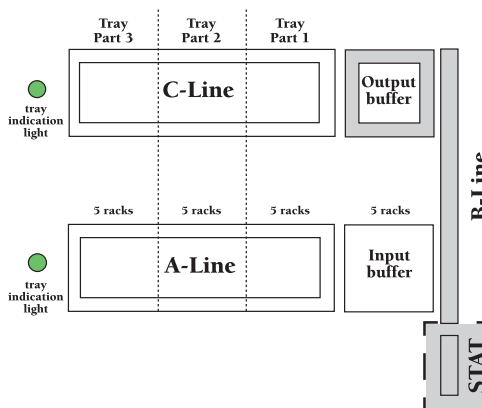 Tray
Part 3
Tray
Part 2
Tray
Part 1
C-Line
Output
buffer
tray
indication
light
5 racks
5 racks
5 racks
5 racks
A-Line
Input
buffer
tray
indication
light
B-Line
STAT